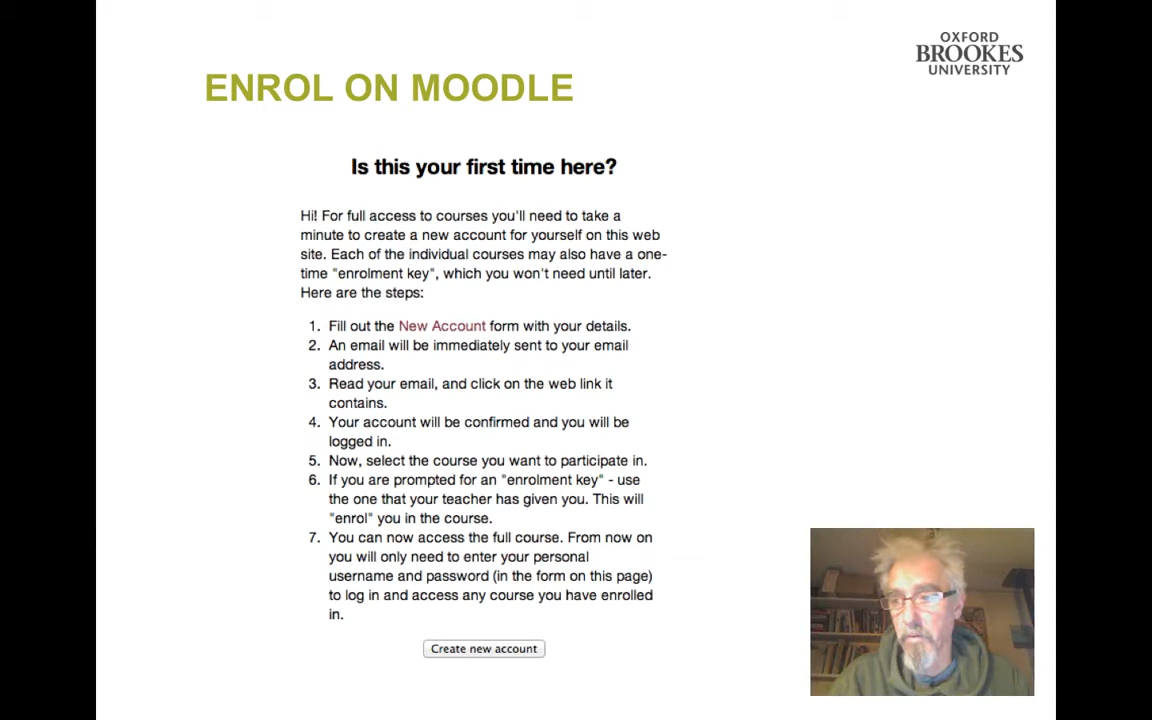 OXFORD
BROOKES
UNIVERSITY
ENROL ON MOODLE
Is this your first time here?
Hi! For full access to courses you'll need to take a
minute to create a new account for yourself on this web
site. Each of the individual courses may also have a one-
time "enrolment key", which you won't need until later.
Here are the steps:
1. Fill out the New Account form with your details.
2. An email will be immediately sent to your email
address.
3. Read your email, and click on the web link it
contains.
4. Your account will be confirmed and you will be
logged in.
5. Now, select the course you want to participate in.
6. If you are prompted for an "enrolment key" - use
the one that your teacher has given you. This will
"enrol" you in the course.
7. You can now access the full course. From now on
you will only need to enter your personal
username and password (in the form on this page)
to log in and access any course you have enrolled
in.
Create new account